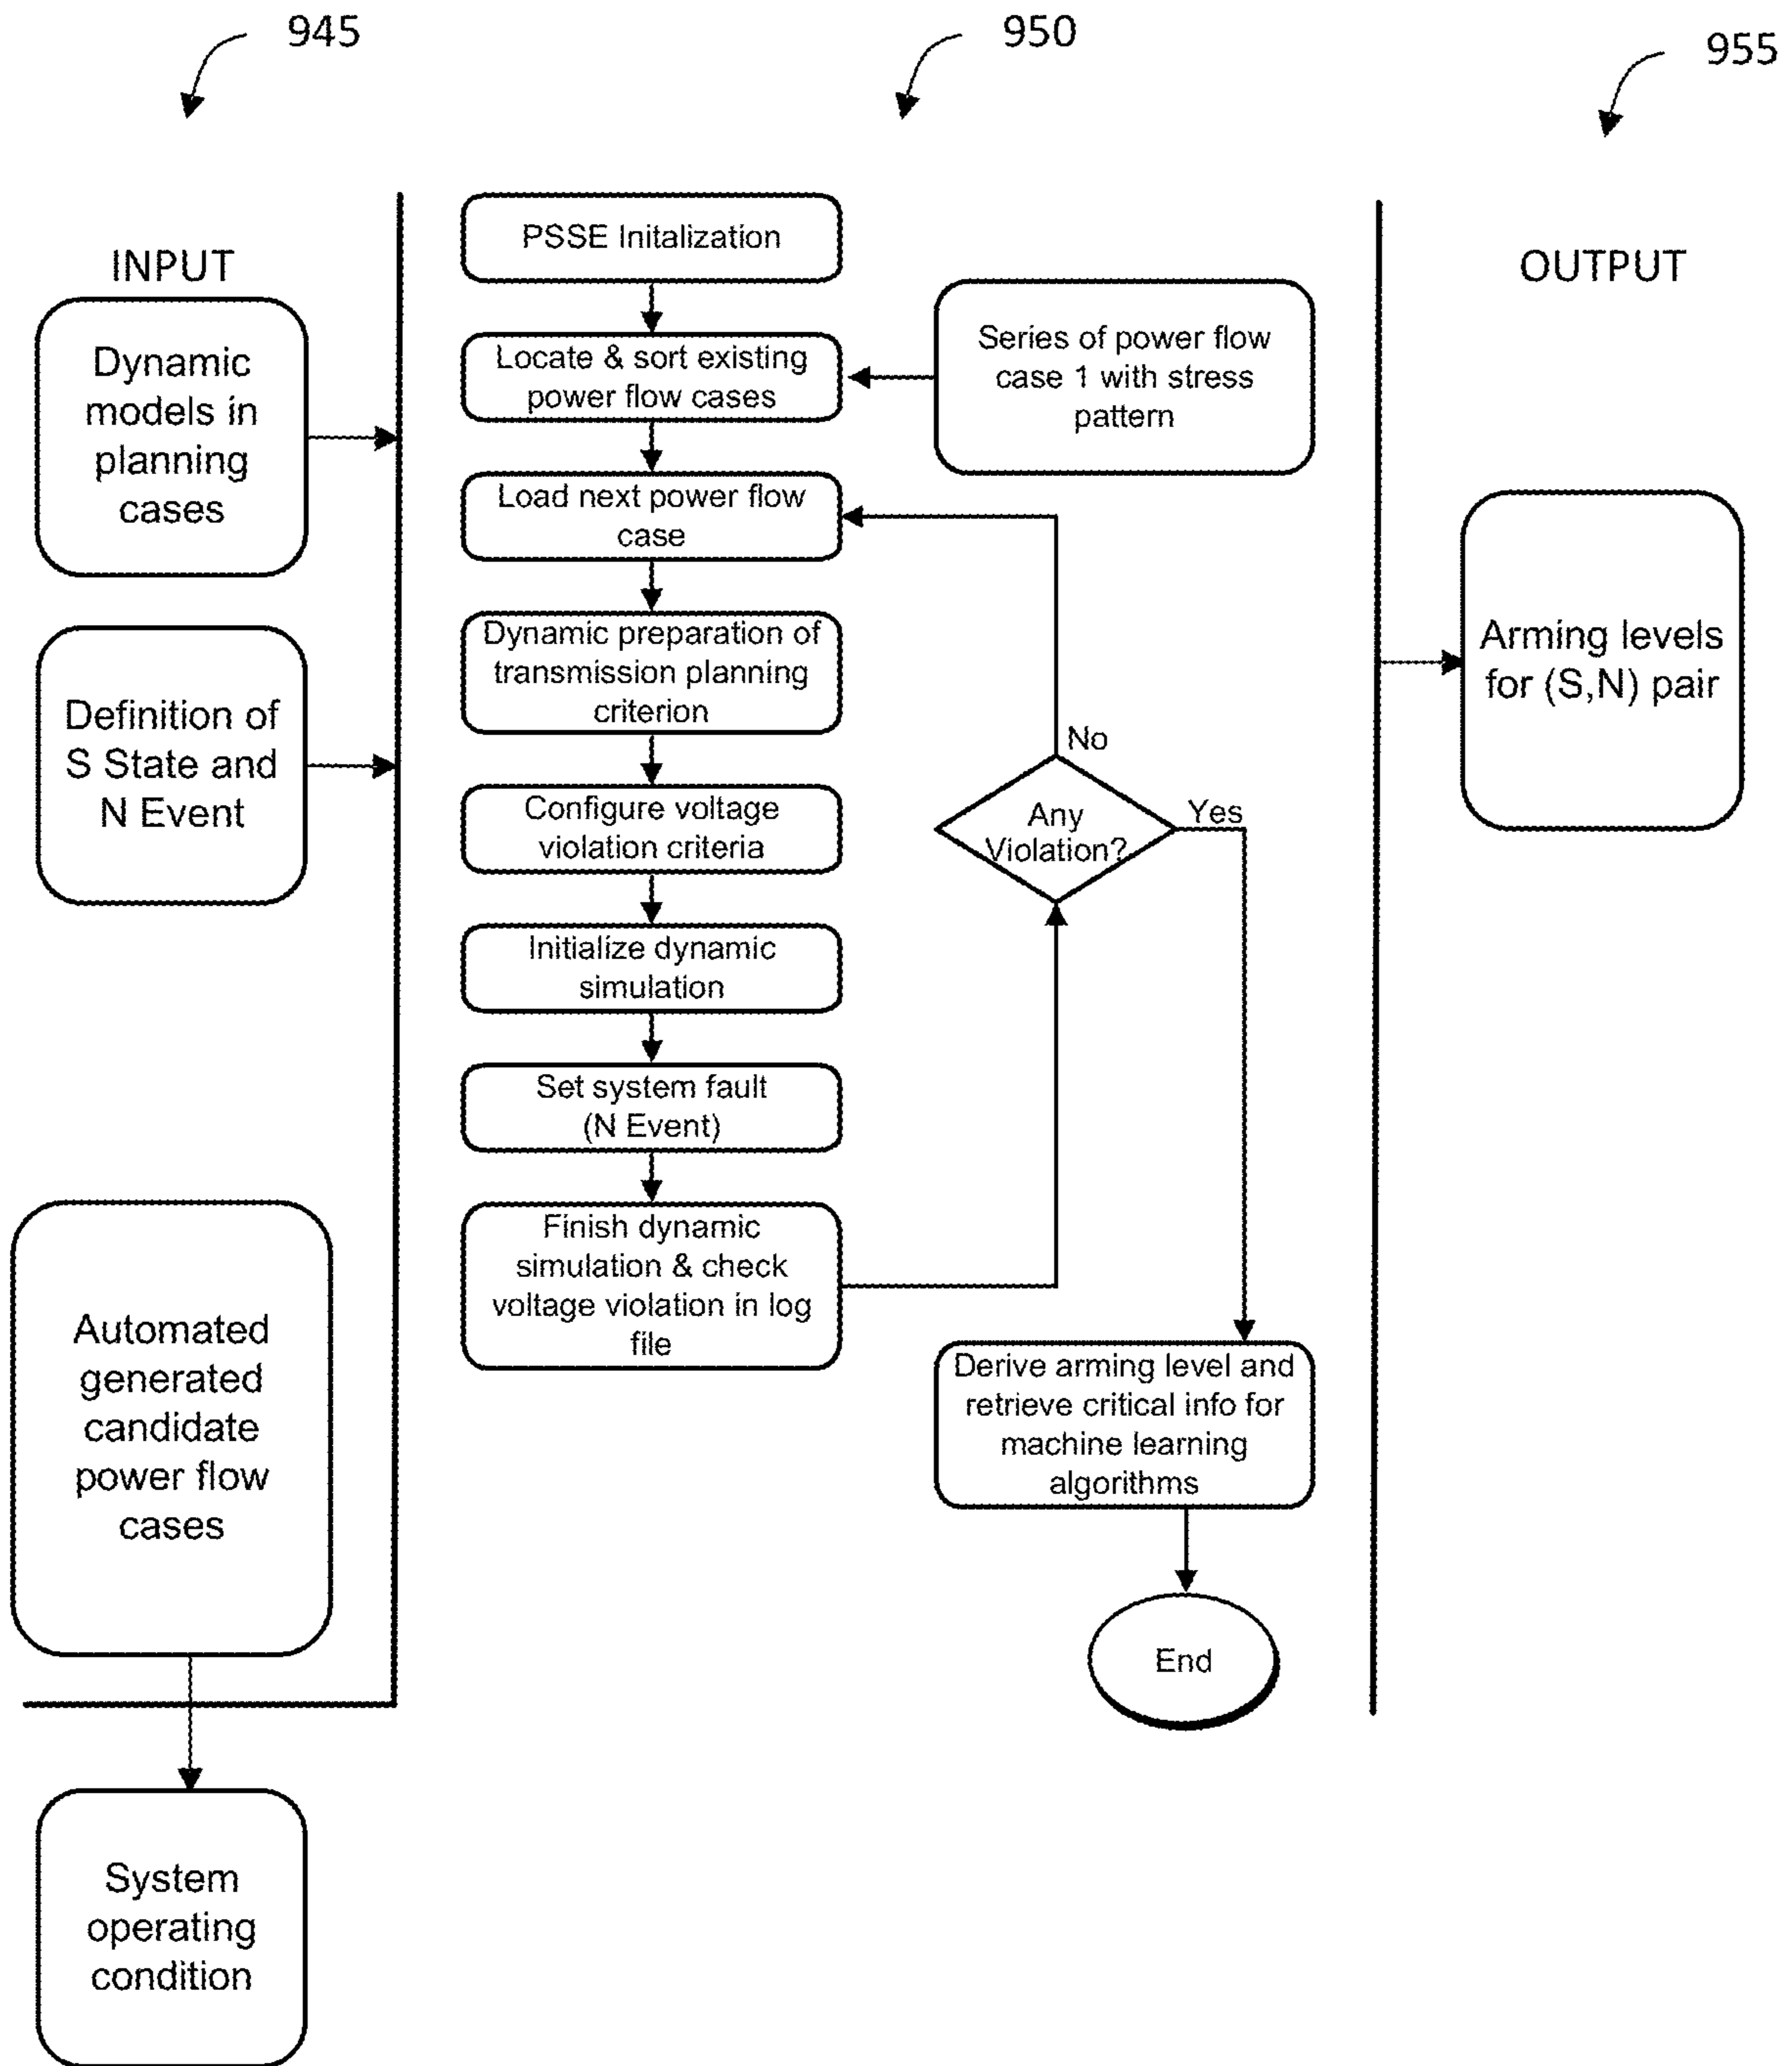 945
950
955
INPUT
Dynamic
models in
planning
cases
Definition of
S State and
N Event
Automated
generated
candidate
power flow
cases
System
operating
condition
PSSE Initalization
Locate & sort existing
power flow cases
Series of power flow
case 1 with stress
pattern
Load next power flow
case
Dynamic preparation of
transmission planning
criterion
Configure voltage
violation criteria
Initialize dynamic
simulation
Set system fault
(N Event)
Finish dynamic
simulation & check
voltage violation in log
file
No
Any
Violation?
Yes
Derive arming level and
retrieve critical info for
machine learning
algorithms
End
OUTPUT
Arming levels
for (S,N) pair